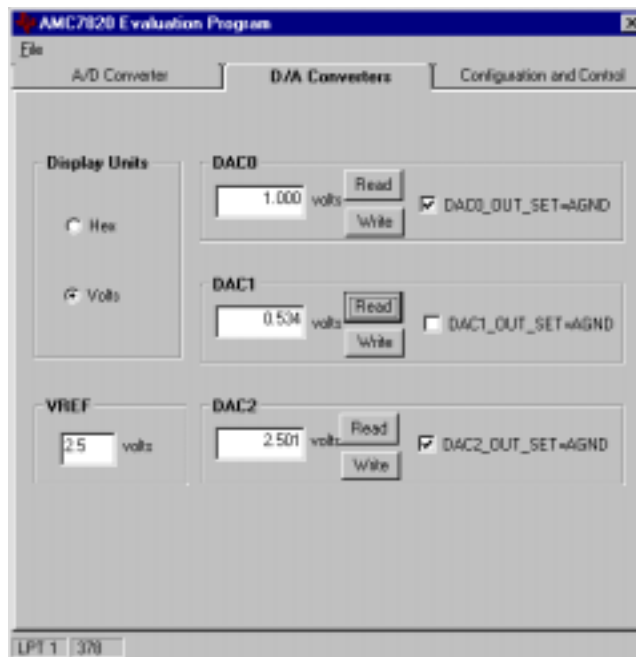 AMC7820 Evaluation Program
File
A/D Converter
D/A Converters
Configuration and Control
Display Units
Hex
Volts
DAC0
1.000 volts
Read
Write
DAC0_OUT_SET=AGND
DAC1
0.534 volts
Read
Write
DAC1_OUT_SET=AGND
VREF
2.5 volts
DAC2
2.501 volts
Read
Write
DAC2_OUT_SET=AGND
LPT 1 378